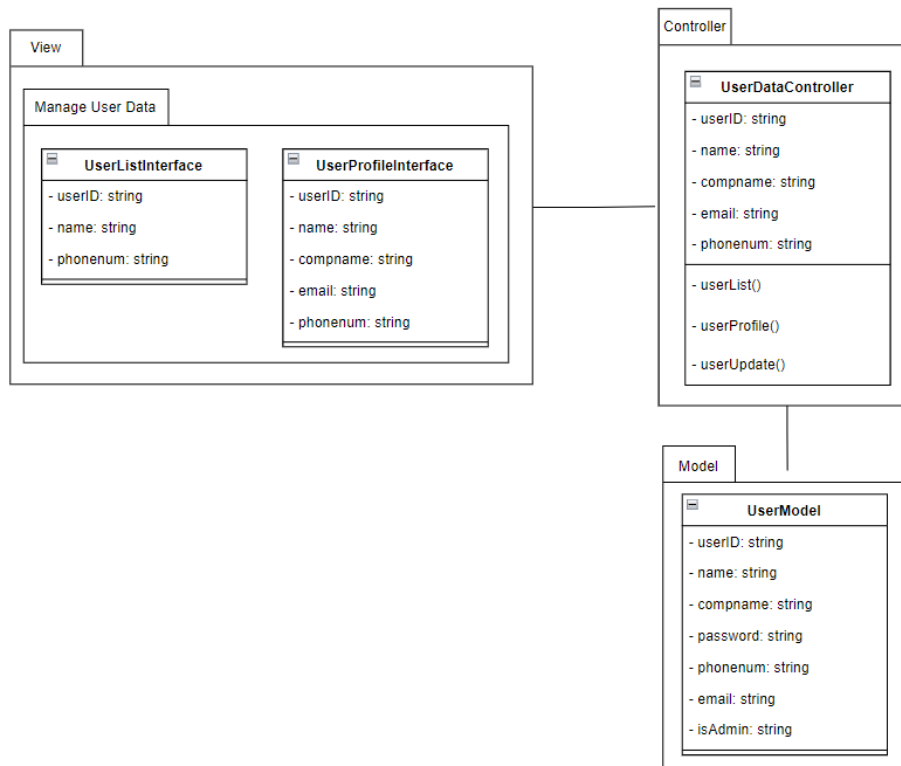 View
Manage User Data
UserListInterface
- userID: string
- name: string
- phonenum: string
UserProfileInterface
- userID: string
- name: string
- compname: string
- email: string
- phonenum: string
Controller
UserDataController
- userID: string
- name: string
- compname: string
- email: string
- phonenum: string
- userList()
- userProfile()
- userUpdate()
Model
UserModel
- userID: string
- name: string
- compname: string
- password: string
- phonenum: string
- email: string
- isAdmin: string